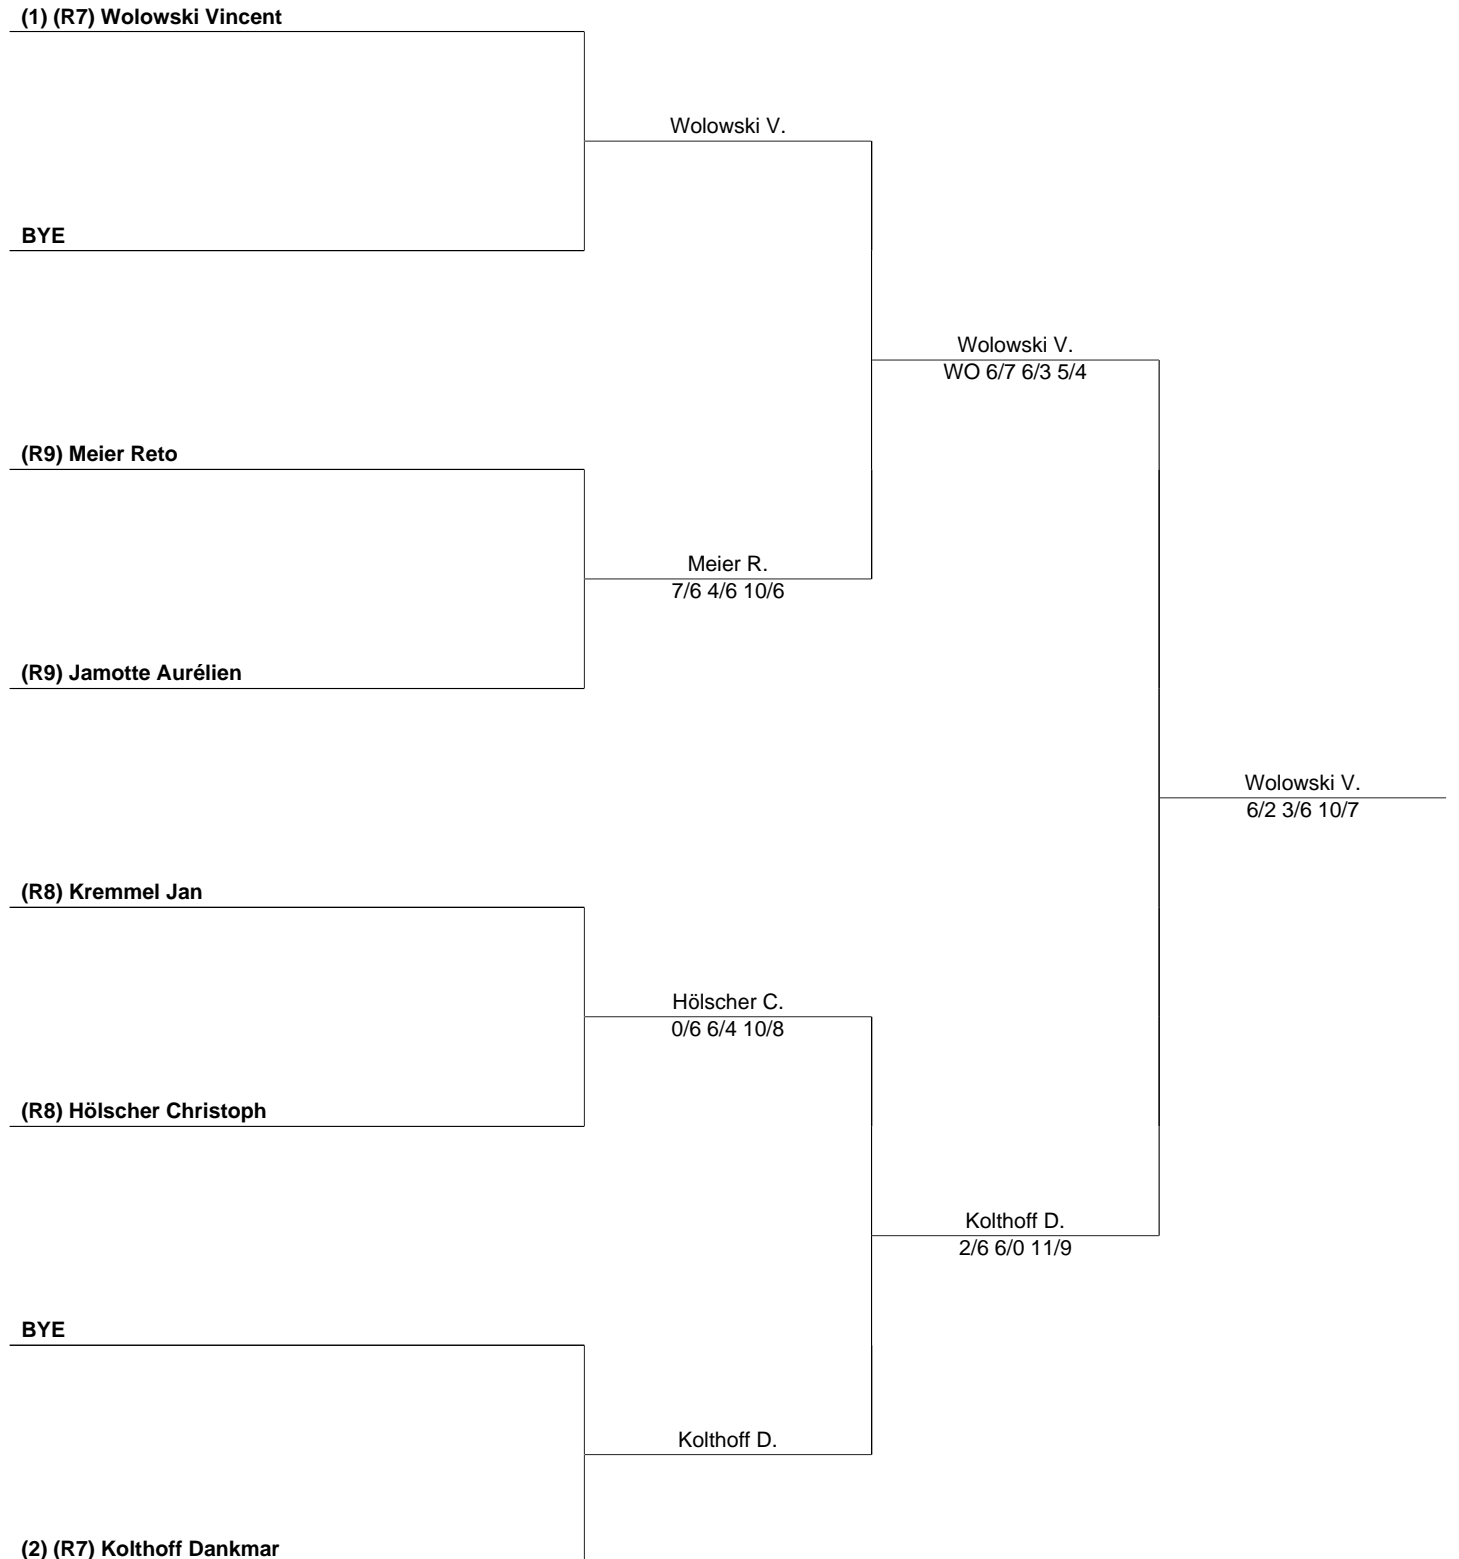 (1) (R7) Wolowski Vincent
Wolowski V.
BYE
Wolowski V.
WO 6/7 6/3 5/4
(R9) Meier Reto
Meier R.
7/6 4/6 10/6
(R9) Jamotte Aurélien
Wolowski V.
6/2 3/6 10/7
(R8) Kremmel Jan
Hölscher C.
0/6 6/4 10/8
(R8) Hölscher Christoph
Kolthoff D.
2/6 6/0 11/9
BYE
Kolthoff D.
(2) (R7) Kolthoff Dankmar